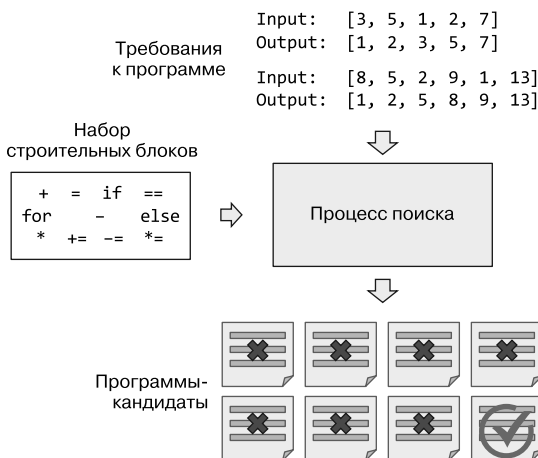 Input: [3, 5, 1, 2, 7]
Output: [1, 2, 3, 5, 7]
Требования
к программе
Input: [8, 5, 2, 9, 1, 13]
Output: [1, 2, 5, 8, 9, 13]
Набор
строительных блоков
+ = if ==
for - else
* += -= *=
Процесс поиска
Программы-
кандидаты